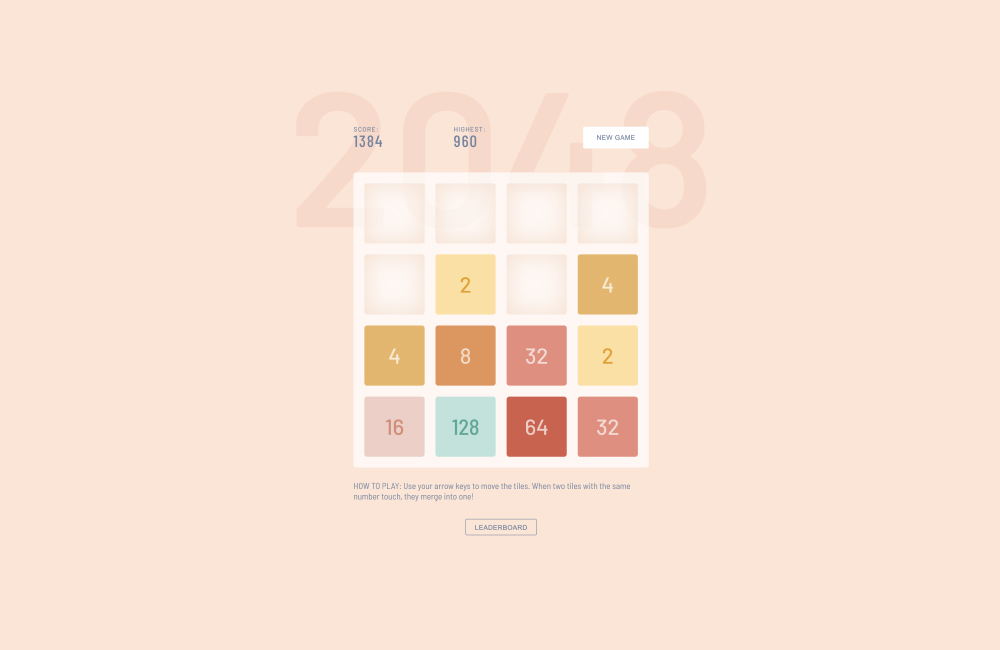 2048
SCORE: HIGHEST: NEW GAME
1384 960
2 4
4 8 32 2
16 128 64 32
HOW TO PLAY: Use your arrow keys to move the tiles. When two tiles with the same
number touch, they merge into one!
LEADERBOARD